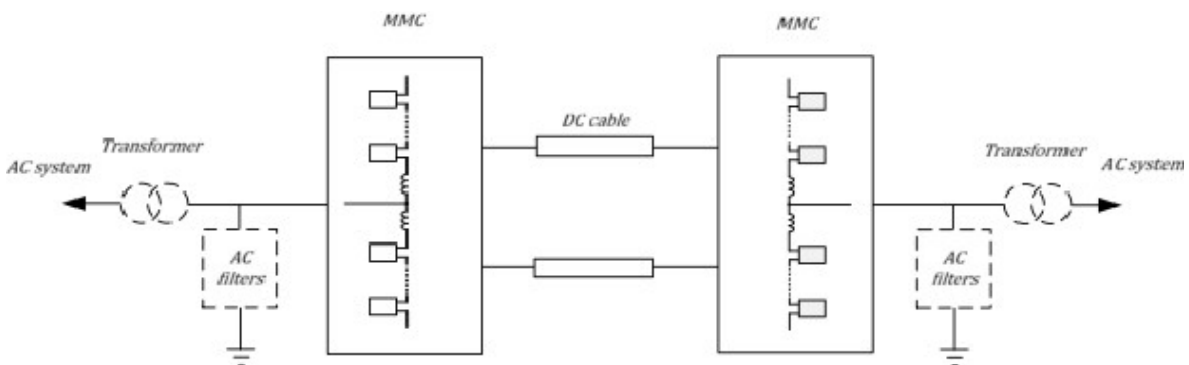 MMC
MMC
DC cable
Transformer
Transformer
AC system
AC system
AC
filters
AC
filters